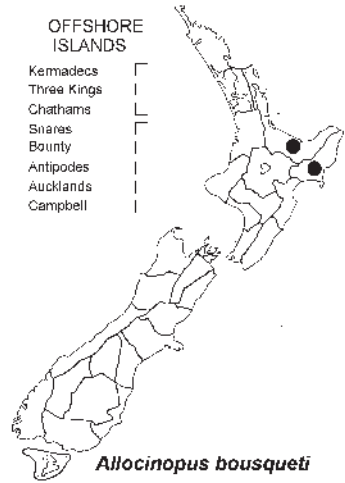 OFFSHORE
ISLANDS
Kermadecs
Three Kings
Chathams
Snares
Bounty
Antipodes
Aucklands
Campbell
Allocinopus bousqueti